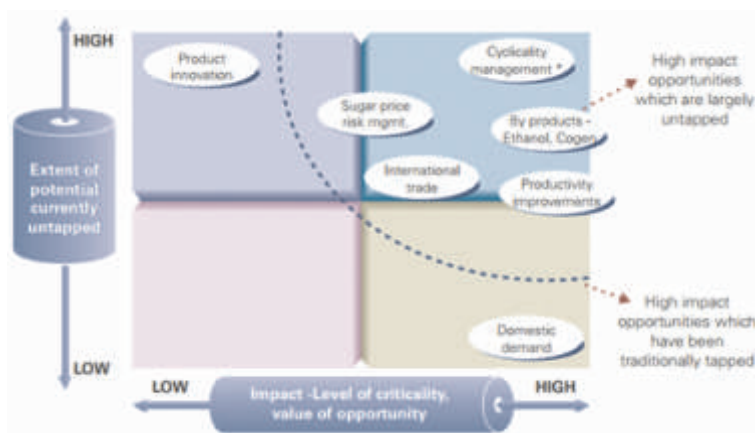 HIGH
Product
innovation
Cyclicality
management *
High impact
opportunities
which are largely
untapped
Sugar price
risk mgmt.
By products -
Ethanol, Cogen
Extent of
potential
currently
untapped
International
trade
Productivity
improvements
High impact
opportunities which
have been
traditionally tapped
Domestic
demand
LOW
LOW
Impact -Level of criticality,
value of opportunity
HIGH